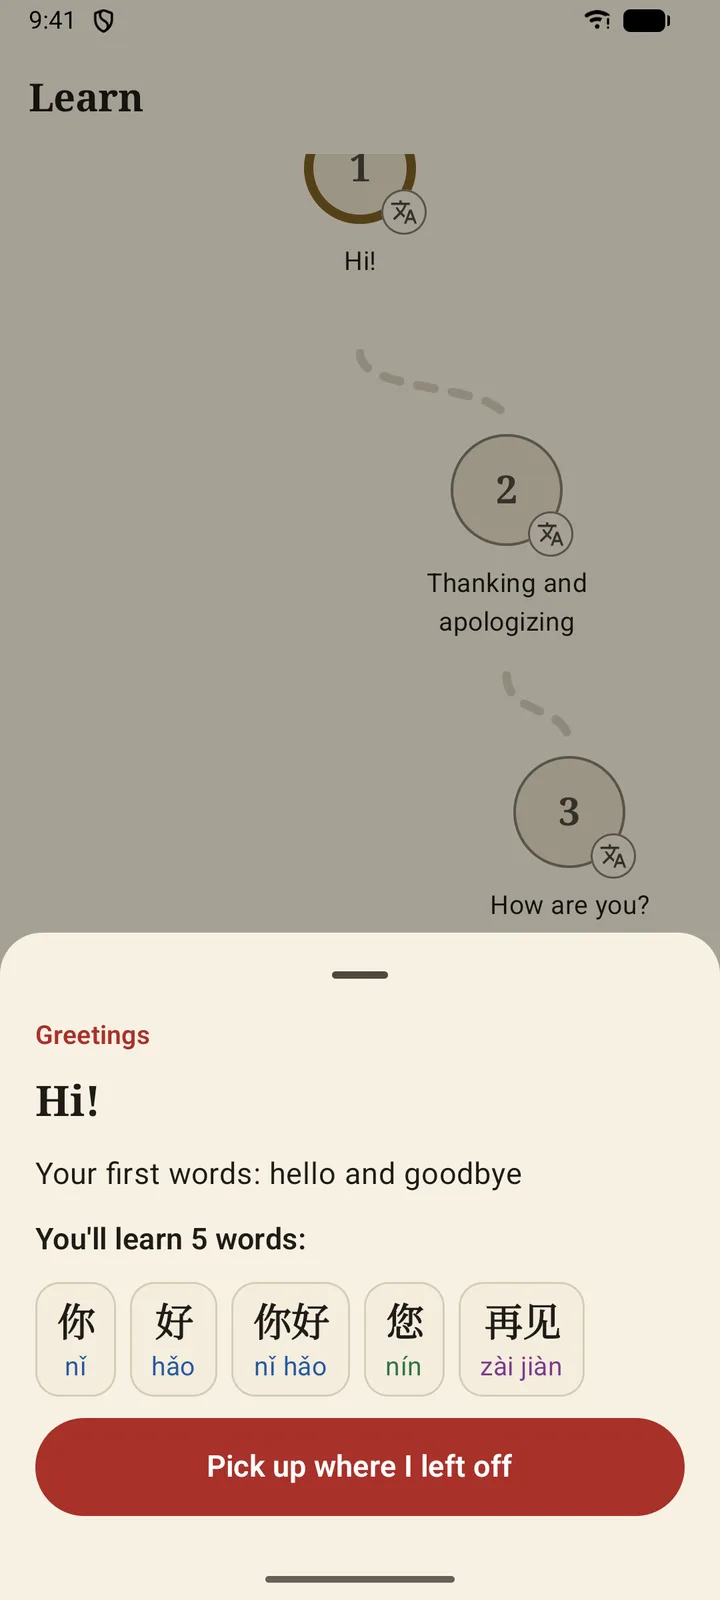 9:41
Learn
1
Hi!
2
Thanking and
apologizing
3
How are you?
Greetings
Hi!
Your first words: hello and goodbye
You'll learn 5 words:
你 好 你好 您 再见
nǐ hǎo nǐ hǎo nín zài jiàn
Pick up where I left off